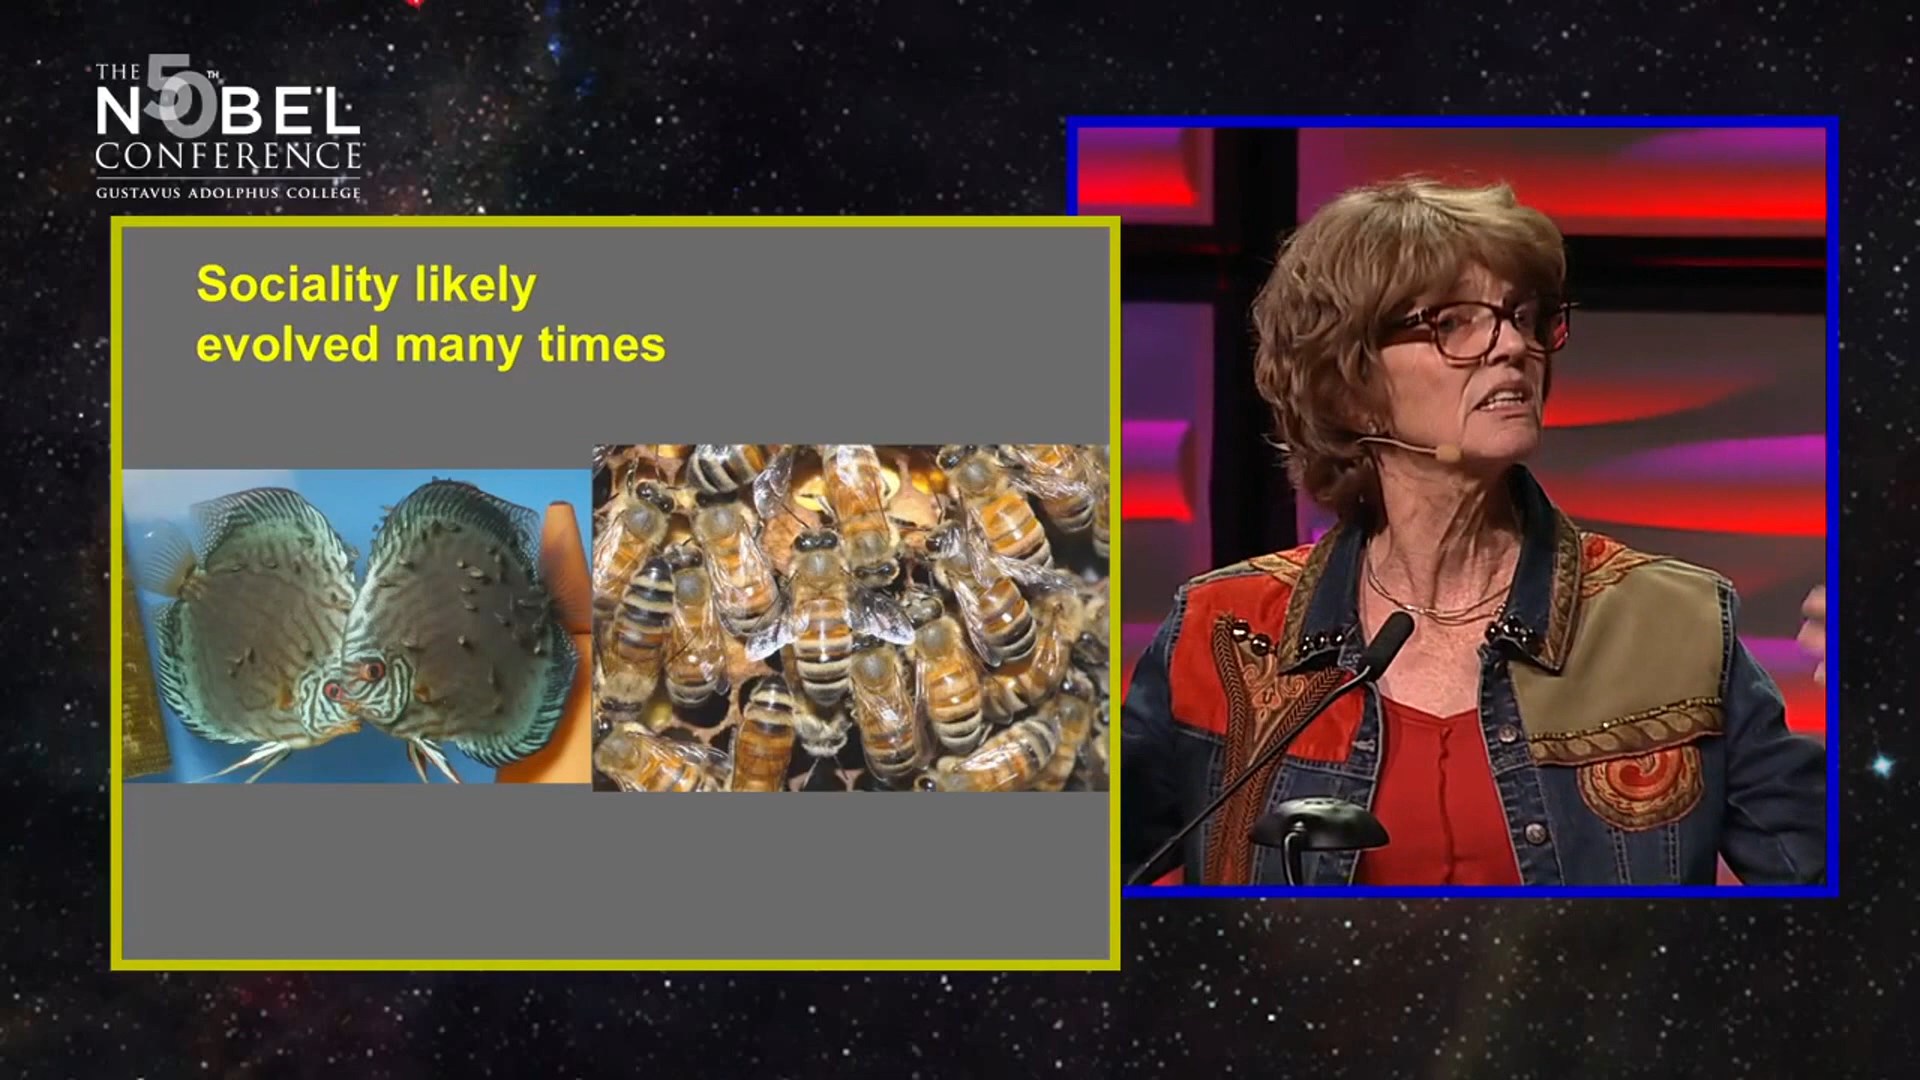 THE 50TH
NOBEL
CONFERENCE
GUSTAVUS ADOLPHUS COLLEGE
Sociality likely
evolved many times